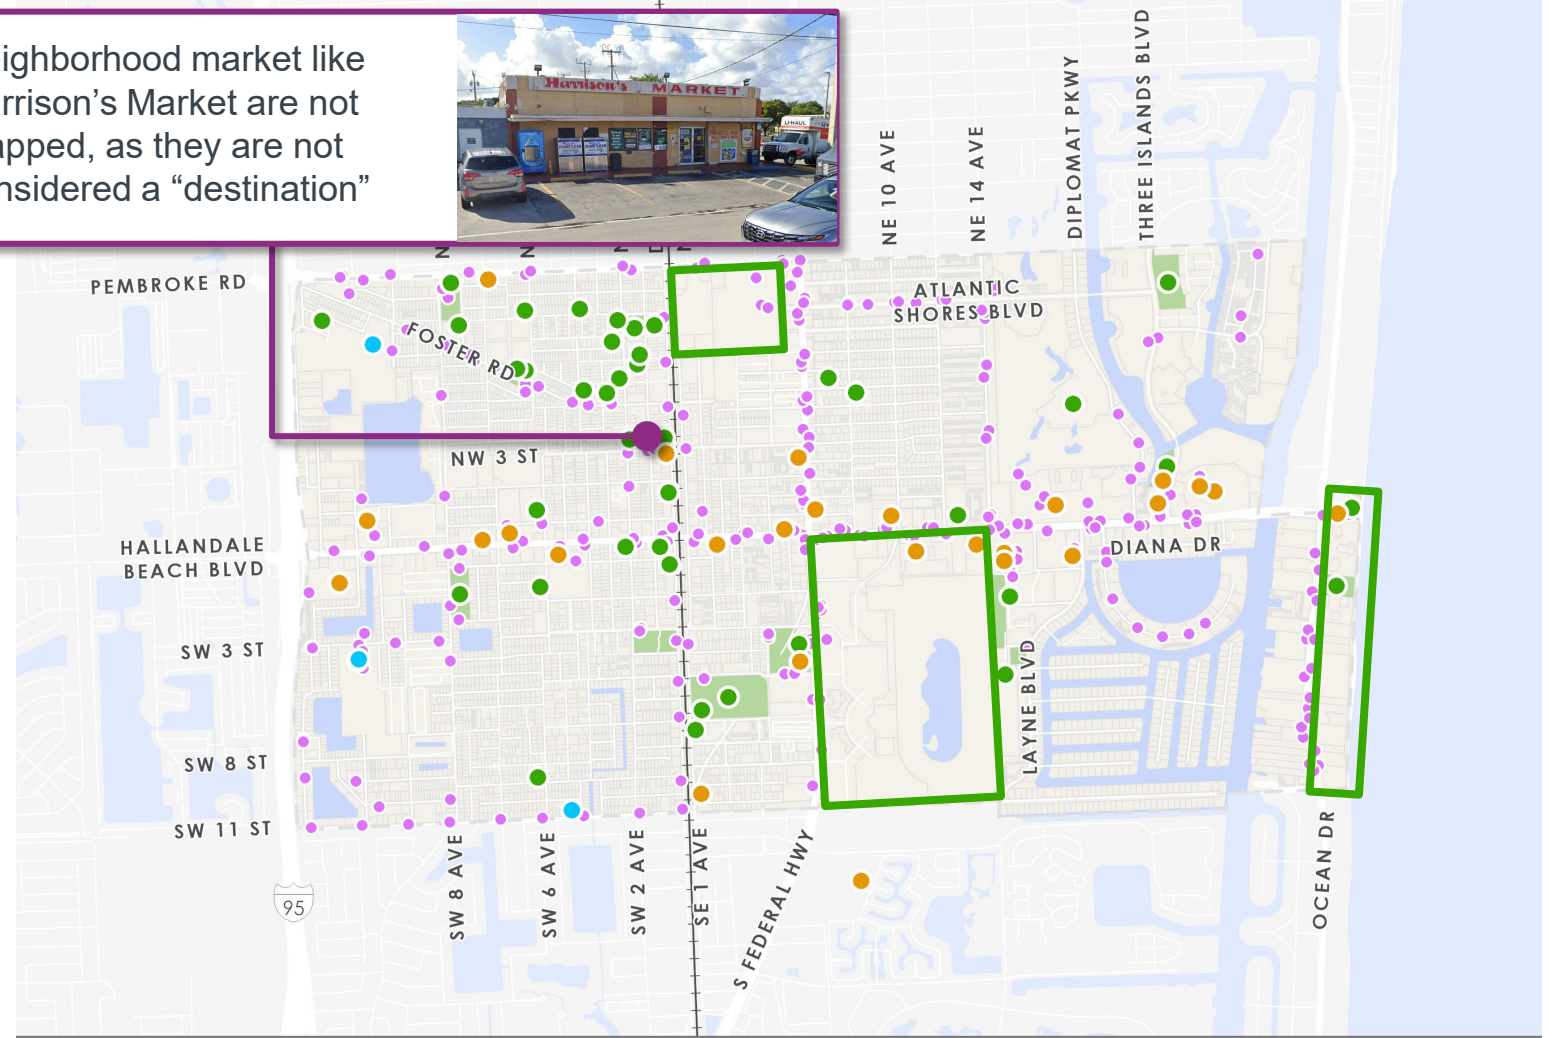 eighborhood market like
rrison's Market are not
apped, as they are not
nsidered a “destination”
Harrison's MARKET
U-HAUL
NE 10 AVE
NE 14 AVE
DIPLOMAT PKWY
THREE ISLANDS BLVD
PEMBROKE RD
ATLANTIC
SHORES BLVD
FOSTER RD
NW 3 ST
HALLANDALE
BEACH BLVD
DIANA DR
SW 3 ST
LAYNE BLVD
SW 8 ST
SW 11 ST
SW 8 AVE
SW 6 AVE
SW 2 AVE
SE 1 AVE
S FEDERAL HWY
OCEAN DR
95